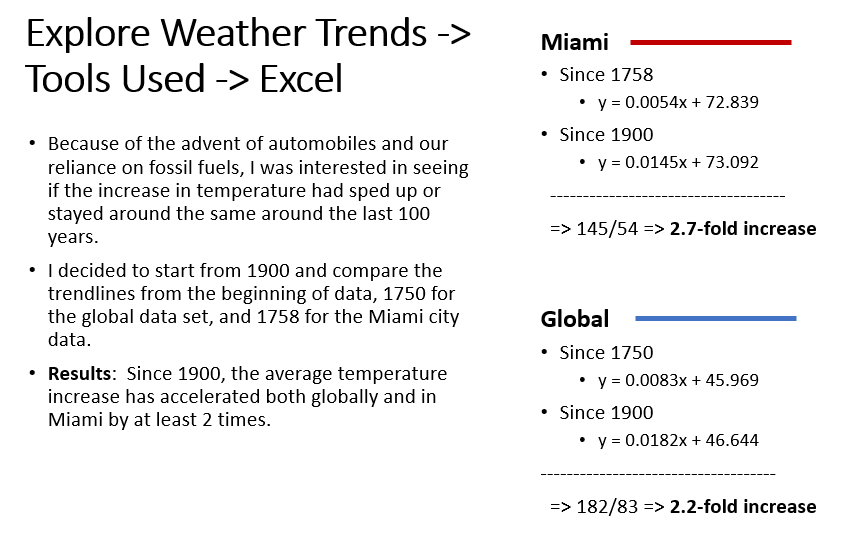 Explore Weather Trends ->
Tools Used -> Excel
• Because of the advent of automobiles and our
reliance on fossil fuels, I was interested in seeing
if the increase in temperature had sped up or
stayed around the same around the last 100
years.
• I decided to start from 1900 and compare the
trendlines from the beginning of data, 1750 for
the global data set, and 1758 for the Miami city
data.
• Results:  Since 1900, the average temperature
increase has accelerated both globally and in
Miami by at least 2 times.
Miami
• Since 1758
• y = 0.0054x + 72.839
• Since 1900
• y = 0.0145x + 73.092
------------------------------------
=> 145/54 => 2.7-fold increase
Global
• Since 1750
• y = 0.0083x + 45.969
• Since 1900
• y = 0.0182x + 46.644
------------------------------------
=> 182/83 => 2.2-fold increase